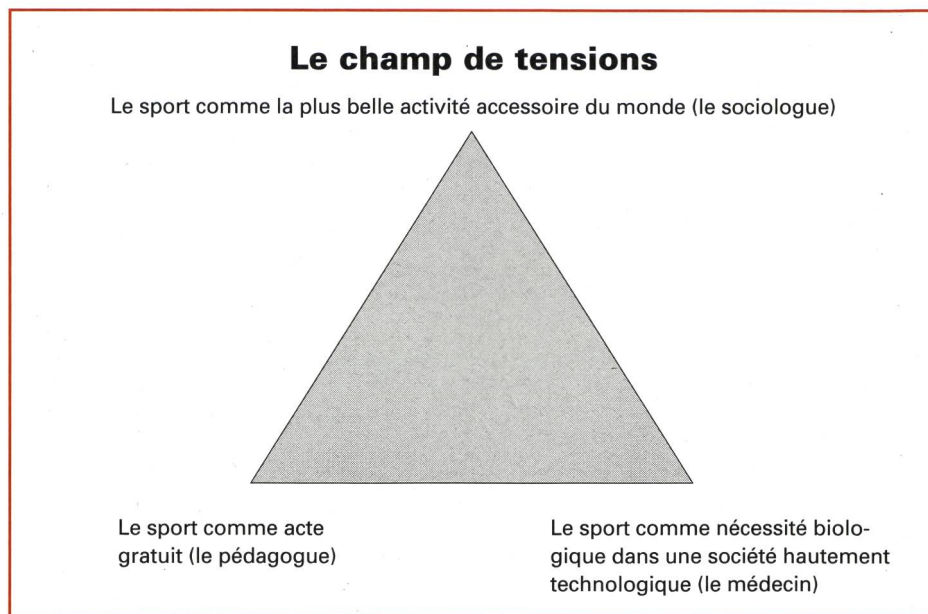 Le champ de tensions
Le sport comme la plus belle activité accessoire du monde (le sociologue)
Le sport comme acte
gratuit (le pédagogue)
Le sport comme nécessité biolo-
gique dans une société hautement
technologique (le médecin)